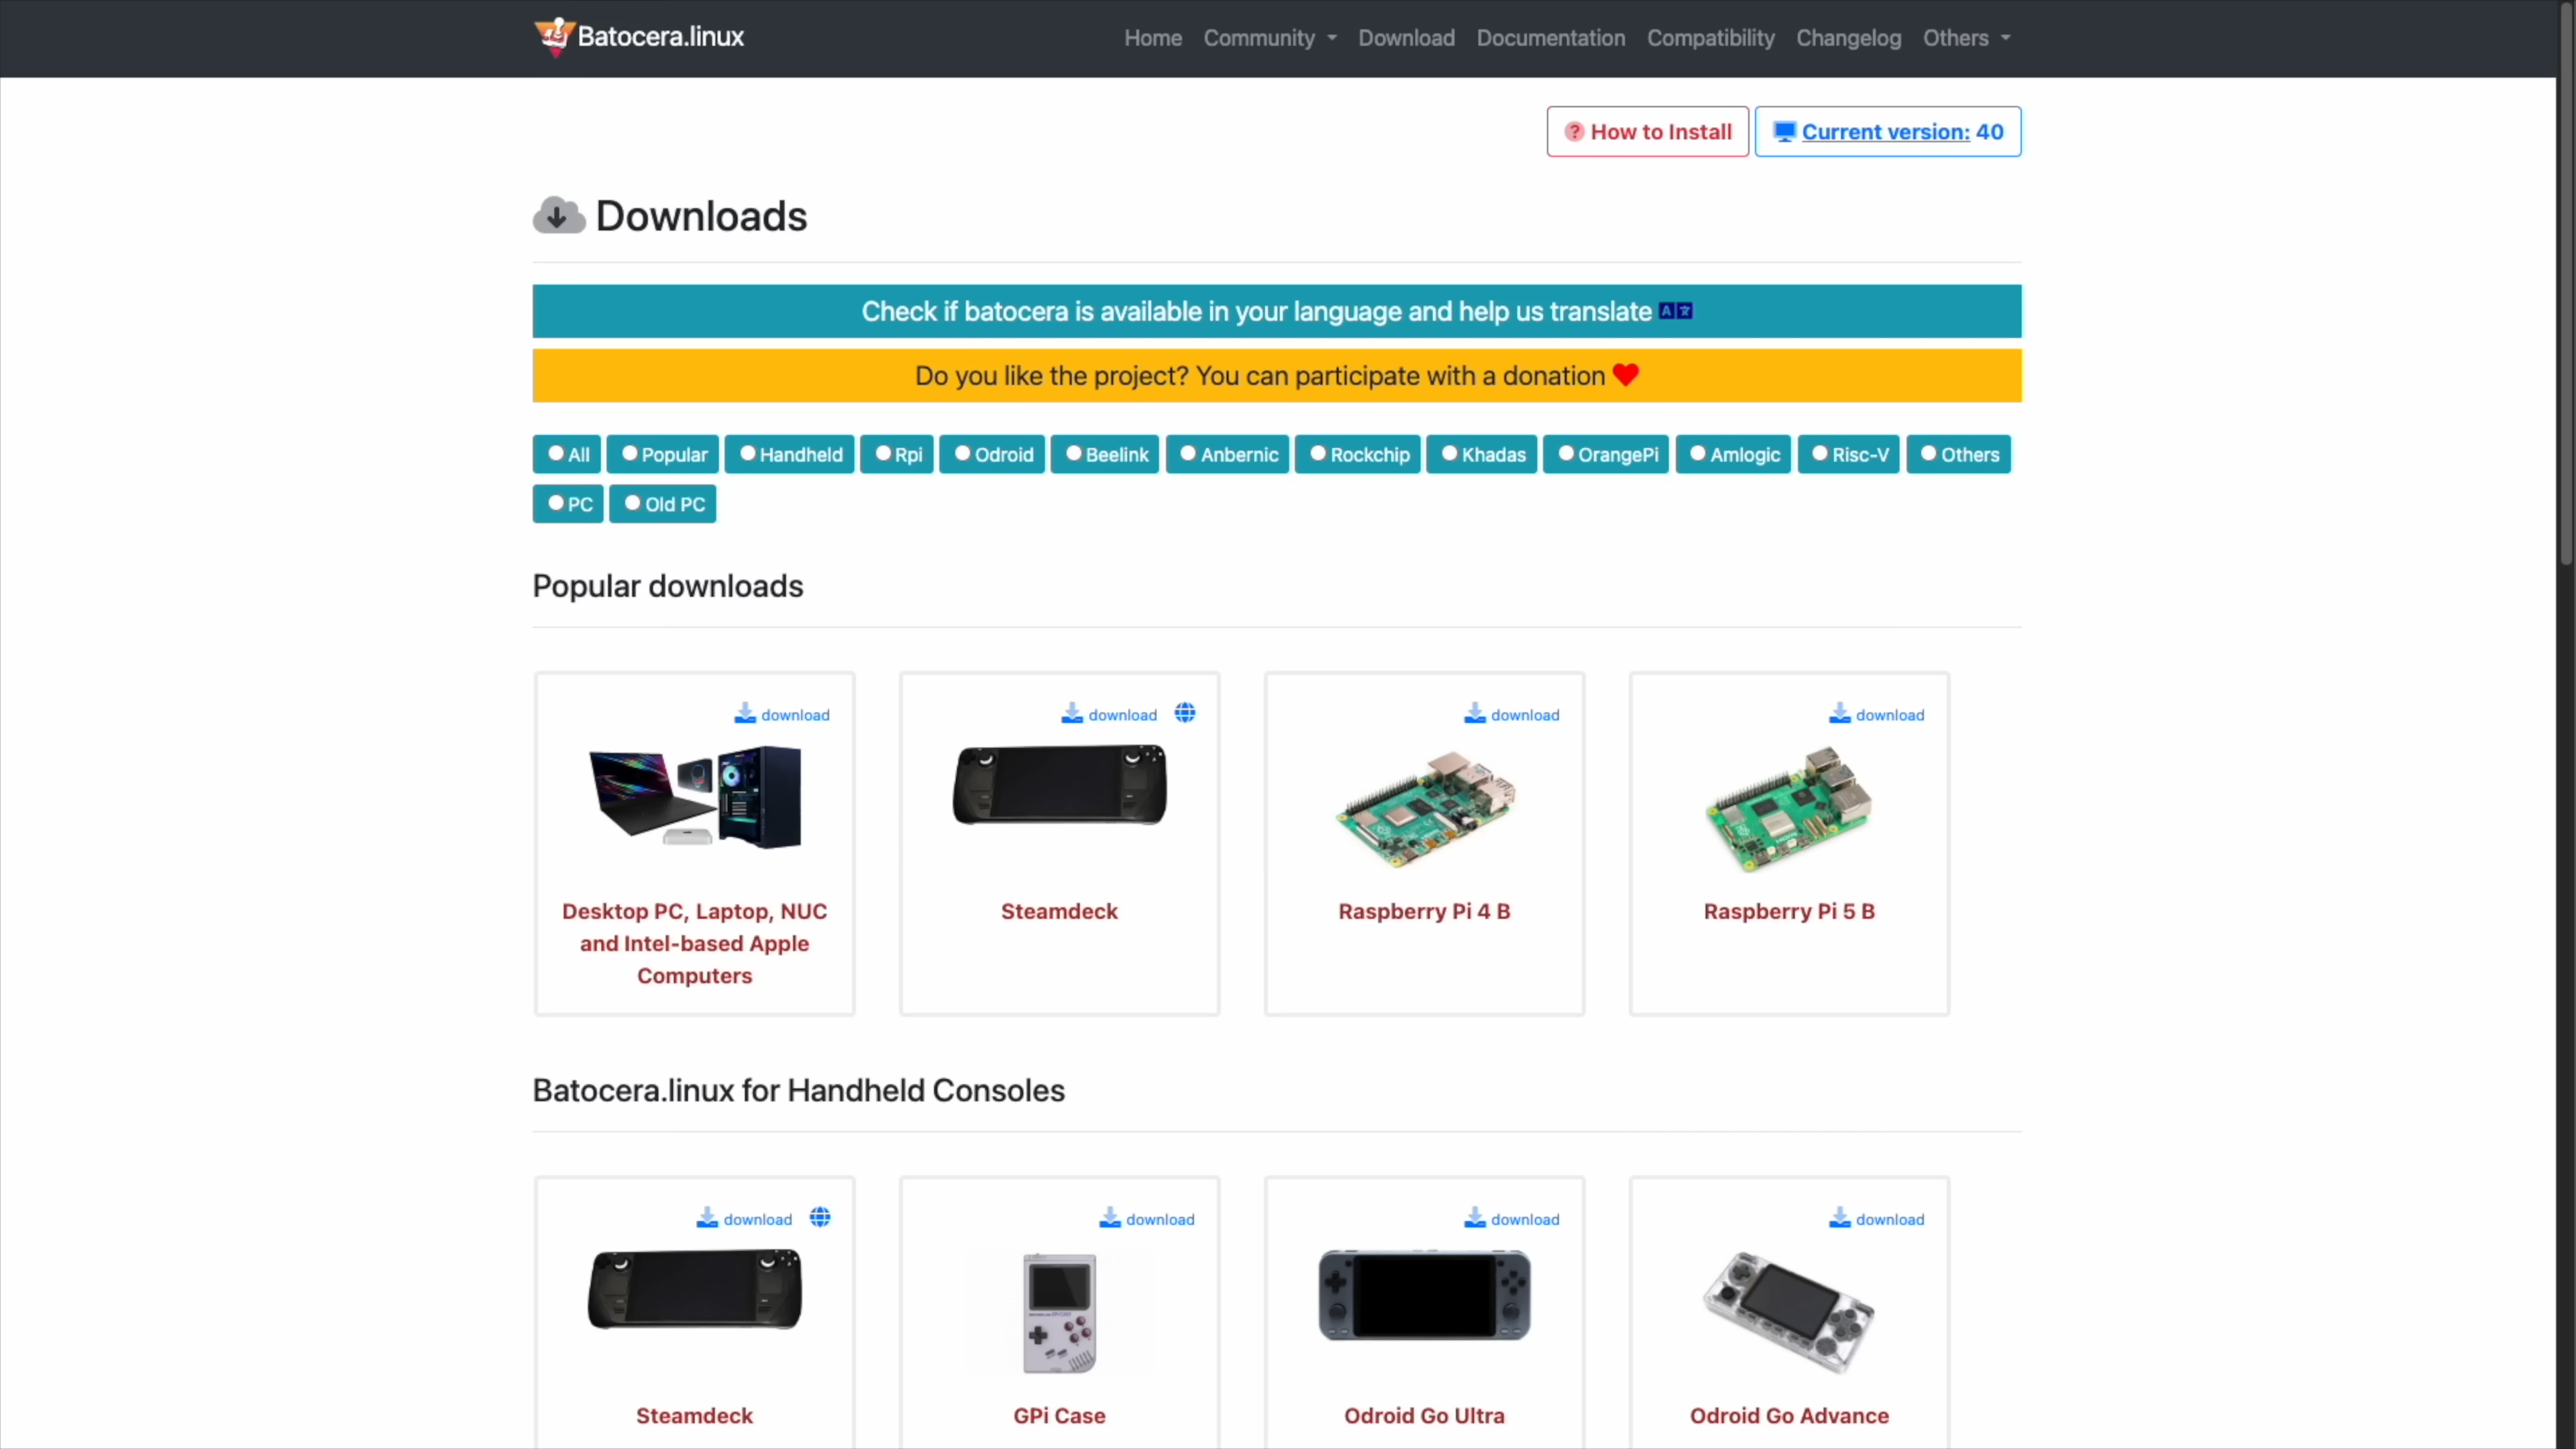 Batocera.linux
Home Community Download Documentation Compatibility Changelog Others
How to Install Current version: 40
Downloads
Check if batocera is available in your language and help us translate
Do you like the project? You can participate with a donation
All Popular Handheld Rpi Odroid Beelink Anbernic Rockchip Khadas OrangePi Amlogic Risc-V Others
PC Old PC
Popular downloads
download download download download
Desktop PC, Laptop, NUC
and Intel-based Apple
Computers
Steamdeck
Raspberry Pi 4 B
Raspberry Pi 5 B
Batocera.linux for Handheld Consoles
download download download download
Steamdeck
GPi Case
Odroid Go Ultra
Odroid Go Advance